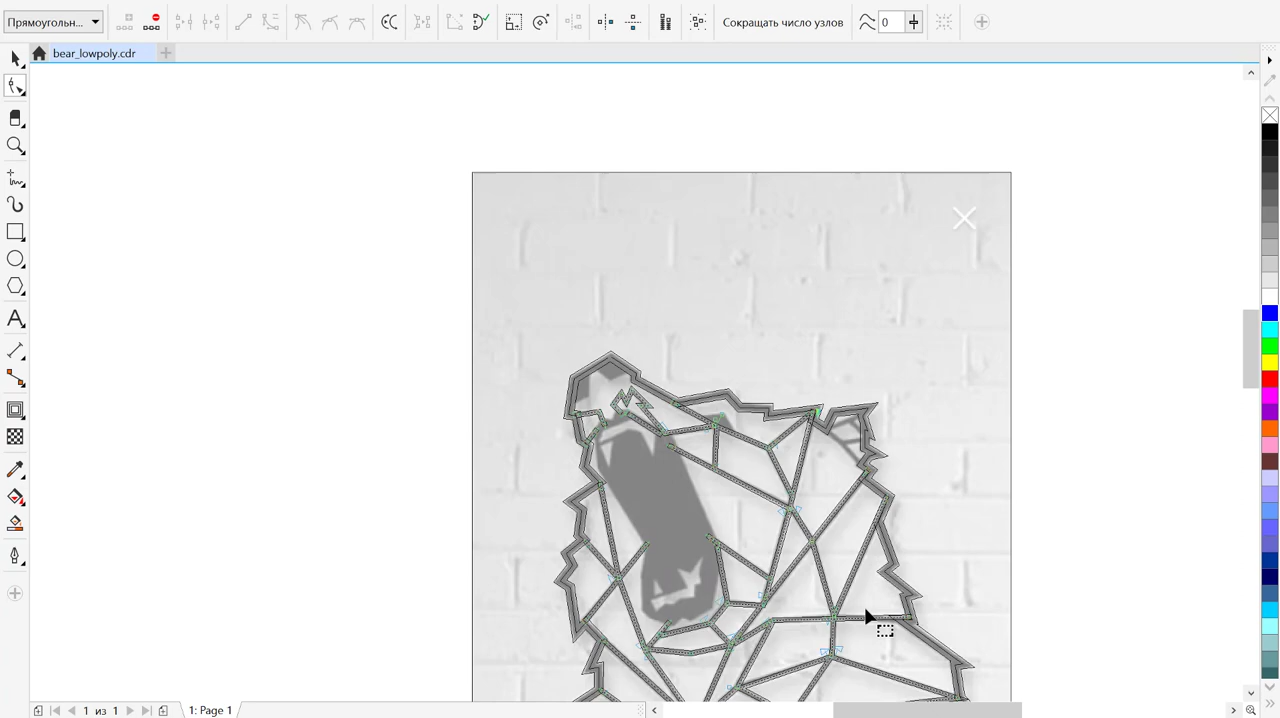 Прямоугольн...
Сокращать число узлов
0
bear_lowpoly.cdr
1 из 1
1: Page 1